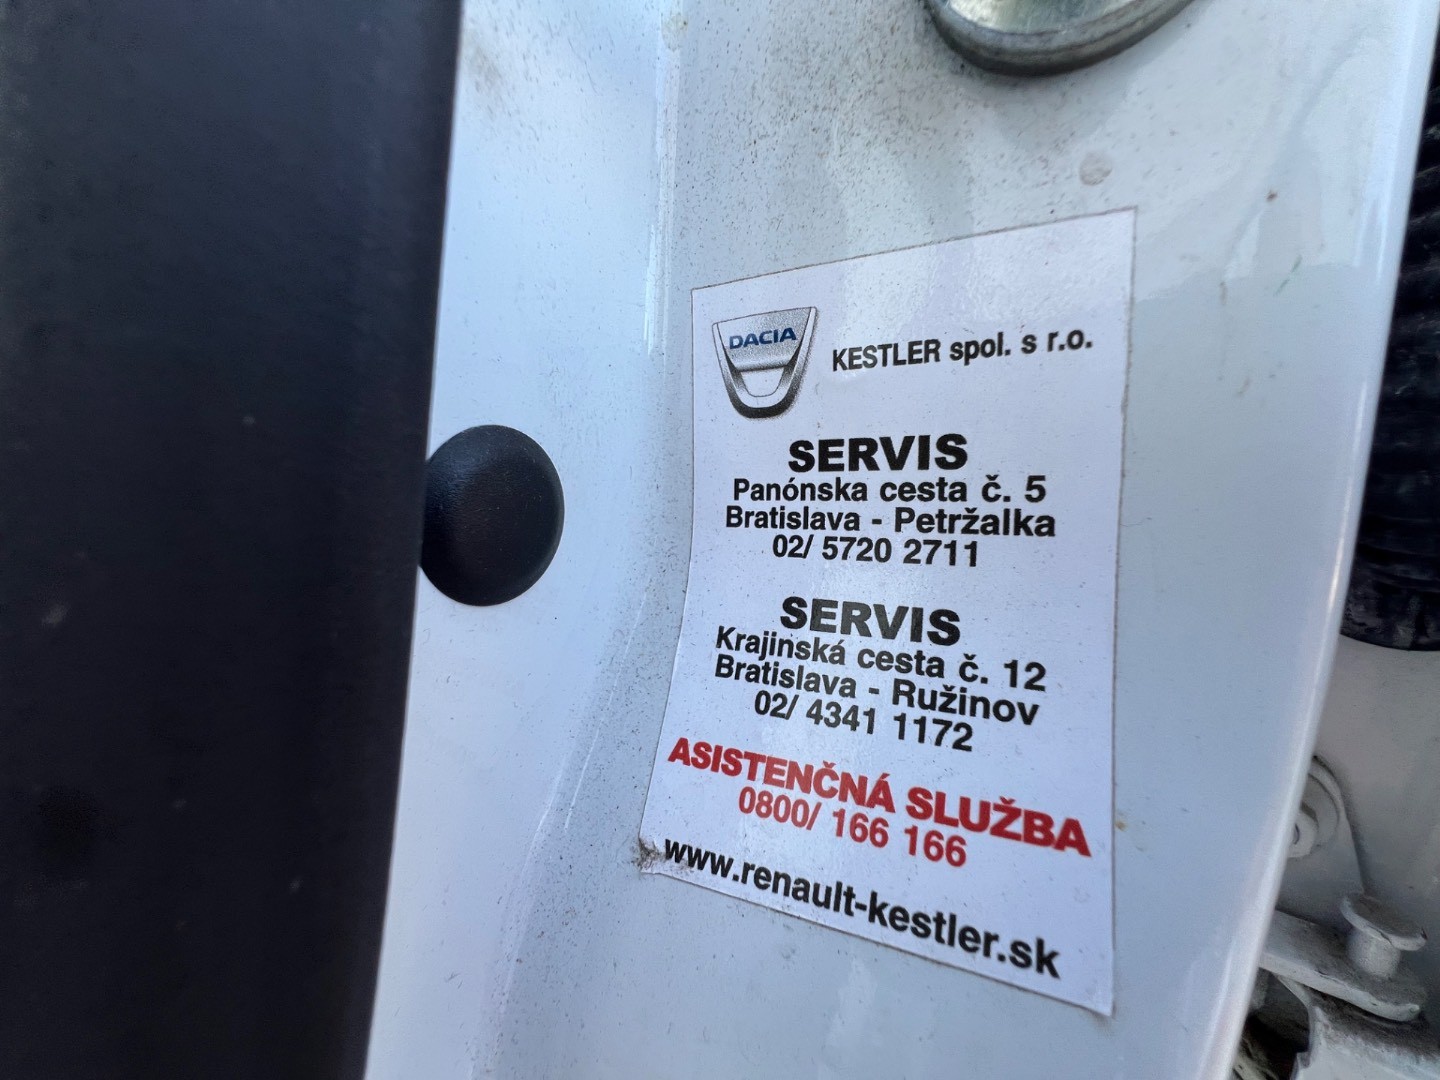 DACIA
KESTLER spol. s r.o.
SERVIS
Panónska cesta č. 5
Bratislava - Petržalka
02/ 5720 2711
SERVIS
Krajinská cesta č. 12
Bratislava - Ružinov
02/ 4341 1172
ASISTENČNÁ SLUŽBA
0800/ 166 166
www.renault-kestler.sk